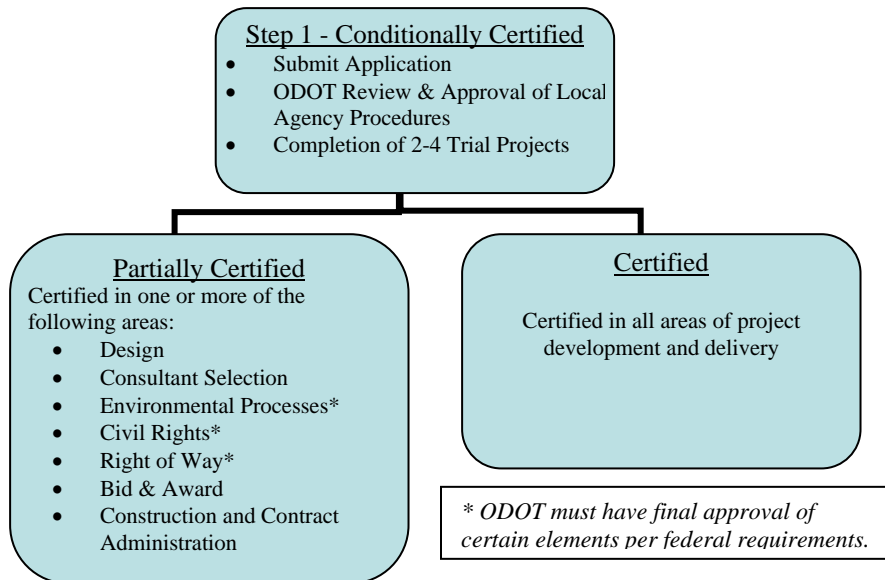 Step 1 - Conditionally Certified
• Submit Application
• ODOT Review & Approval of Local
Agency Procedures
• Completion of 2-4 Trial Projects
Partially Certified
Certified in one or more of the
following areas:
• Design
• Consultant Selection
• Environmental Processes*
• Civil Rights*
• Right of Way*
• Bid & Award
• Construction and Contract
Administration
Certified
Certified in all areas of project
development and delivery
* ODOT must have final approval of
certain elements per federal requirements.